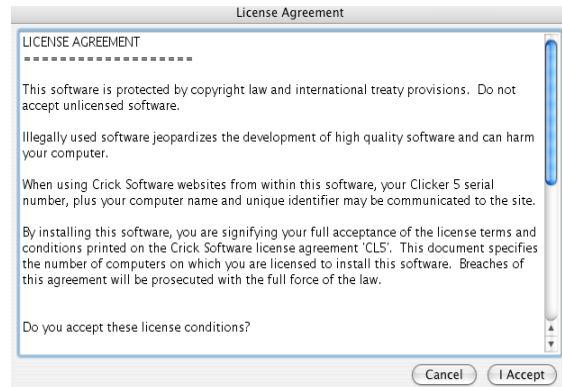 License Agreement
LICENSE AGREEMENT
====================
This software is protected by copyright law and international treaty provisions. Do not
accept unlicensed software.
Illegally used software jeopardizes the development of high quality software and can harm
your computer.
When using Crick Software websites from within this software, your Clicker 5 serial
number, plus your computer name and unique identifier may be communicated to the site.
By installing this software, you are signifying your full acceptance of the license terms and
conditions printed on the Crick Software license agreement 'CL5'. This document specifies
the number of computers on which you are licensed to install this software. Breaches of
this agreement will be prosecuted with the full force of the law.
Do you accept these license conditions?
Cancel
I Accept